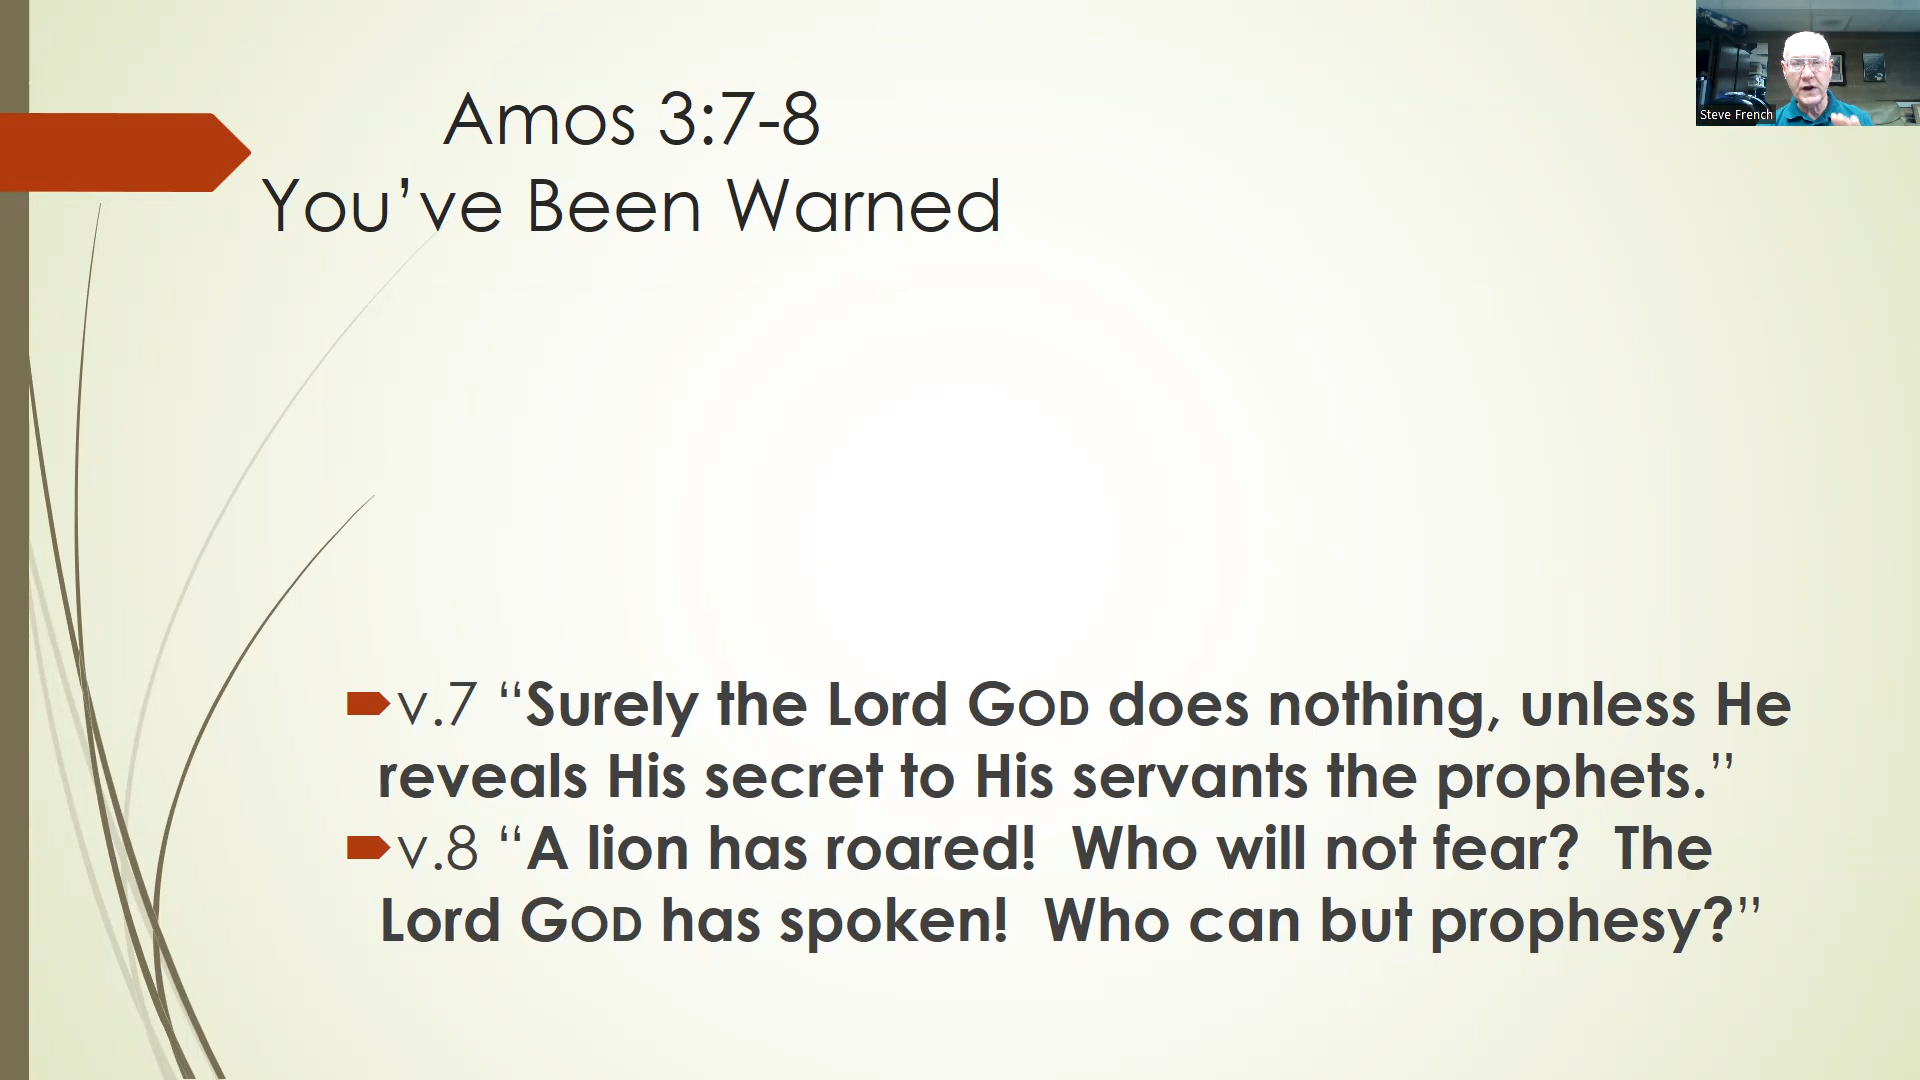 Amos 3:7-8
You’ve Been Warned
Steve French
v.7 “Surely the Lord GOD does nothing, unless He
reveals His secret to His servants the prophets.”
v.8 “A lion has roared!  Who will not fear?  The
Lord GOD has spoken!  Who can but prophesy?”